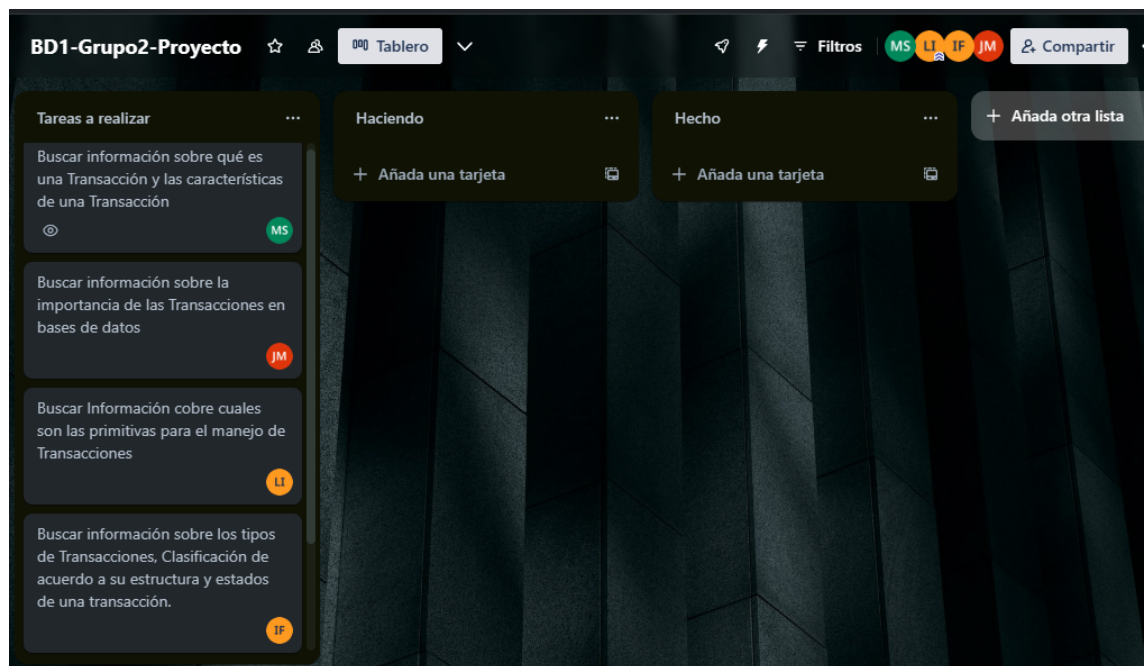 BD1-Grupo2-Proyecto
Tablero
Filtros
MS
LI
IF
JM
Compartir
Tareas a realizar
Buscar información sobre qué es
una Transacción y las características
de una Transacción
MS
Buscar información sobre la
importancia de las Transacciones en
bases de datos
JM
Buscar Información cobre cuales
son las primitivas para el manejo de
Transacciones
LI
Buscar información sobre los tipos
de Transacciones, Clasificación de
acuerdo a su estructura y estados
de una transacción.
IF
Haciendo
+ Añada una tarjeta
Hecho
+ Añada una tarjeta
+ Añada otra lista